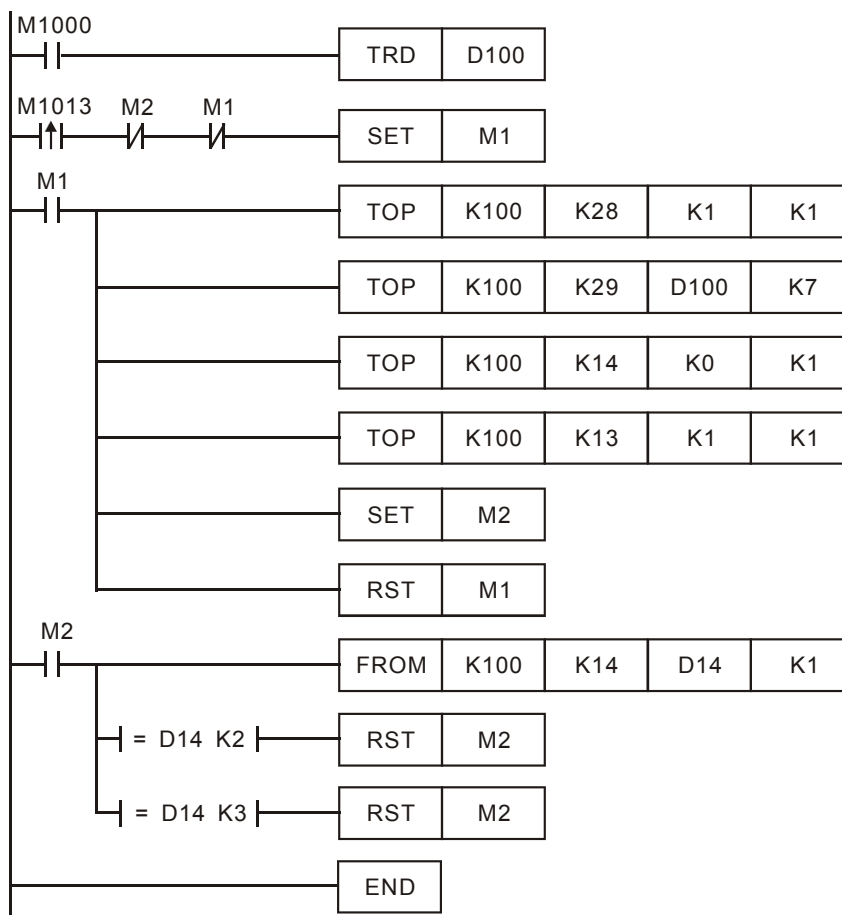 M1000
TRD D100
M1013 M2 M1
SET M1
M1
TOP K100 K28 K1 K1
TOP K100 K29 D100 K7
TOP K100 K14 K0 K1
TOP K100 K13 K1 K1
SET M2
RST M1
M2
FROM K100 K14 D14 K1
= D14 K2 RST M2
= D14 K3 RST M2
END